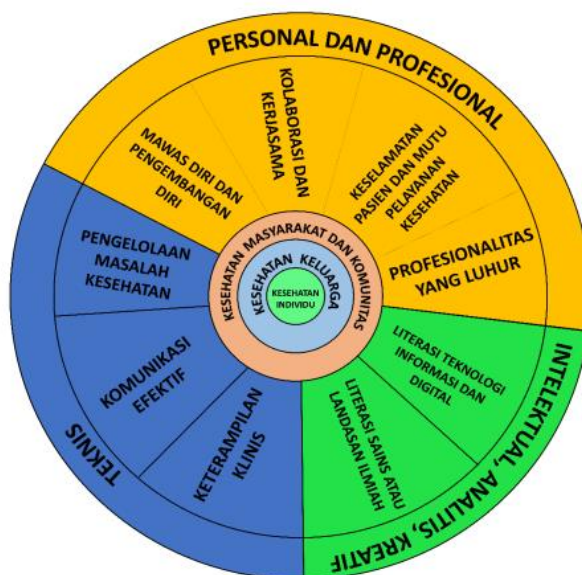 PERSONAL DAN PROFESIONAL
MAWAS DIRI DAN
PENGEMBANGAN
DIRI
KOLABORASI DAN
KERJASAMA
KESELAMATAN
PASIEN DAN MUTU
PELAYANAN
KESEHATAN
PROFESIONALITAS
YANG LUHUR
INTELEKTUAL, ANALITIS, KREATIF
LITERASI TEKNOLOGI
INFORMASI DAN
DIGITAL
LITERASI SAINS ATAU
LANDASAN ILMIAH
TEKNIS
KETERAMPILAN
KLINIS
KOMUNIKASI
EFEKTIF
PENGELOLAAN
MASALAH
KESEHATAN
KESEHATAN MASYARAKAT DAN KOMUNITAS
KESEHATAN KELUARGA
KESEHATAN
INDIVIDU